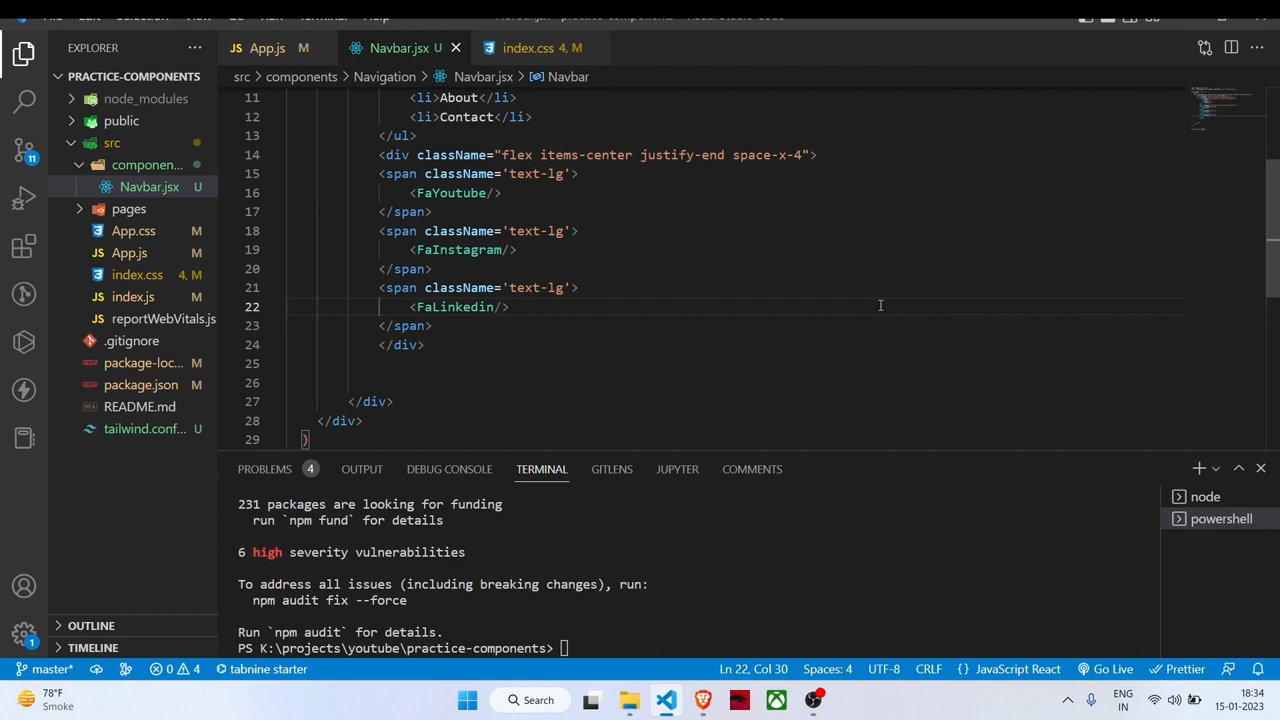 EXPLORER
App.js M
Navbar.jsx U
index.css 4, M
PRACTICE-COMPONENTS
src components Navigation Navbar.jsx Navbar
node_modules
public
src
componen...
Navbar.jsx U
pages
App.css M
App.js M
index.css 4, M
index.js M
reportWebVitals.js
.gitignore
package-loc... M
package.json M
README.md
tailwind.conf... U
OUTLINE
TIMELINE
11
11 <li>About</li>
12 <li>Contact</li>
13 </ul>
14 <div className="flex items-center justify-end space-x-4">
15 <span className='text-lg'>
16 <FaYoutube/>
17 </span>
18 <span className='text-lg'>
19 <FaInstagram/>
20 </span>
21 <span className='text-lg'>
22 <FaLinkedin/>
23 </span>
24 </div>
25
26
27 </div>
28 </div>
29 )
PROBLEMS 4 OUTPUT DEBUG CONSOLE TERMINAL GITLENS JUPYTER COMMENTS
231 packages are looking for funding
run `npm fund` for details
6 high severity vulnerabilities
To address all issues (including breaking changes), run:
npm audit fix --force
Run `npm audit` for details.
PS K:\projects\youtube\practice-components>
node
powershell
1
master* 0 4 tabnine starter Ln 22, Col 30 Spaces: 4 UTF-8 CRLF {} JavaScript React Go Live Prettier
78°F
Smoke
Search
ENG
IN
18:34
15-01-2023